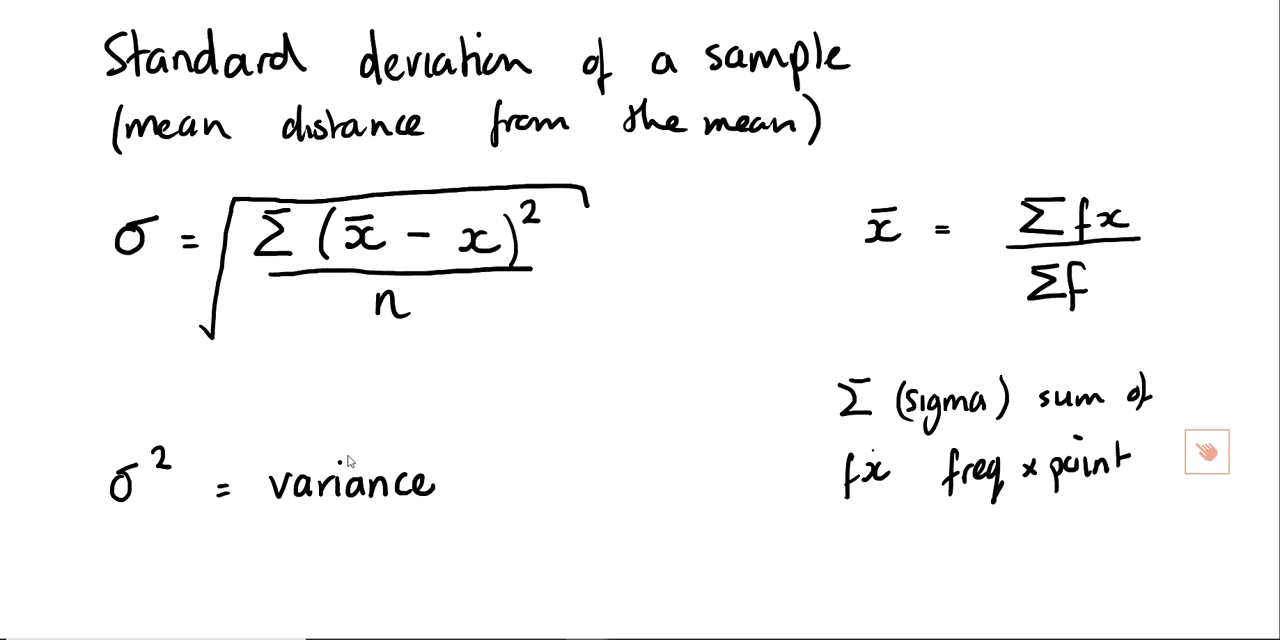 Standard deviation of a sample
(mean distance from the mean)
σ = √(Σ (x̄ - x)² / n)
x̄ = Σfx / Σf
Σ (sigma) sum of
fx freq × point
σ² = variance